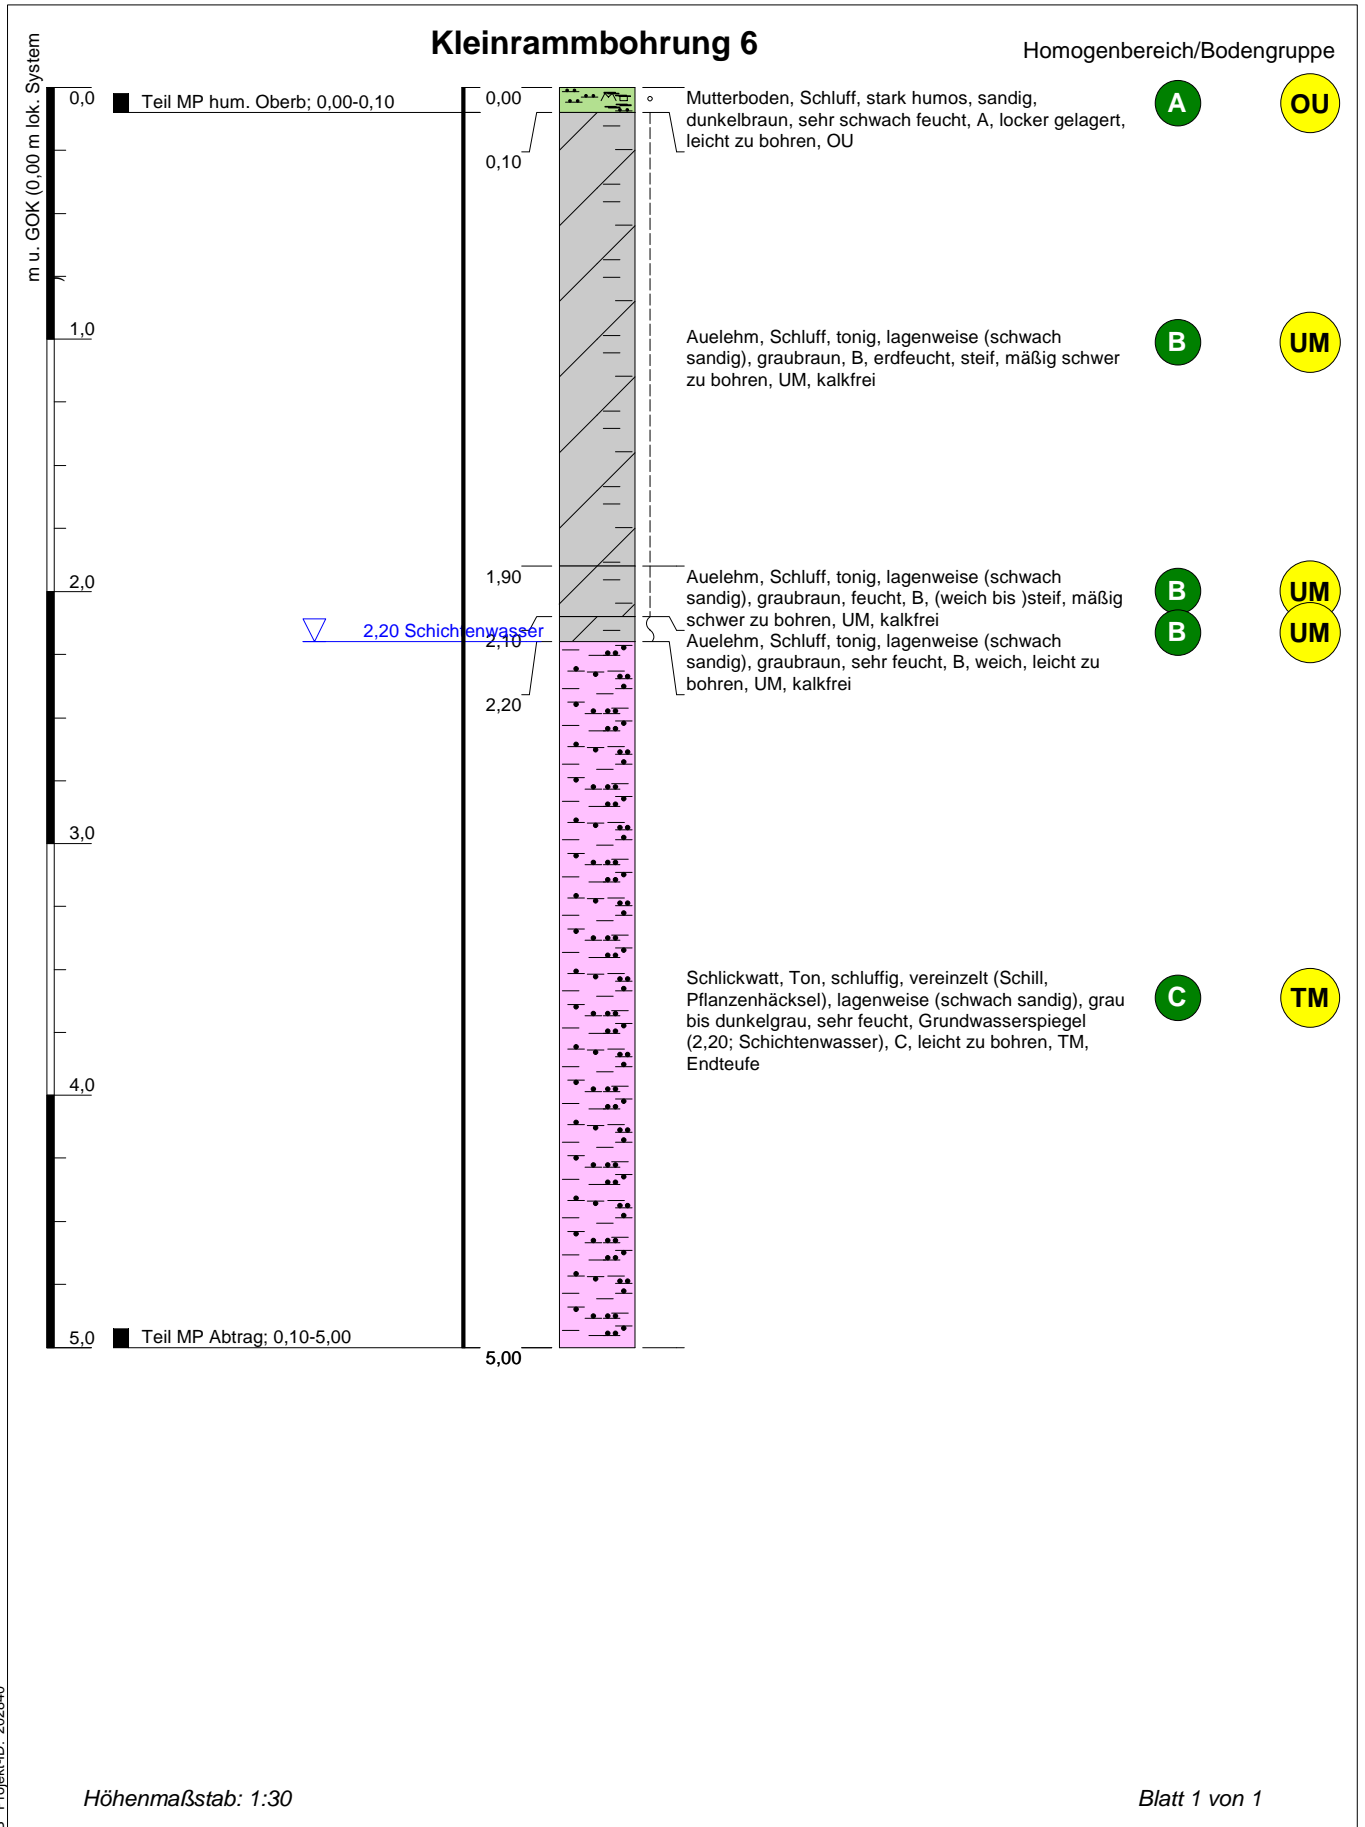 Kleinrammbohrung 6
Homogenbereich/Bodengruppe
m u. GOK (0,00 m lok. System
)
0,0
Teil MP hum. Oberb; 0,00-0,10
0,00
Mutterboden, Schluff, stark humos, sandig,
dunkelbraun, sehr schwach feucht, A, locker gelagert,
leicht zu bohren, OU
A
OU
0,10
1,0
Auelehm, Schluff, tonig, lagenweise (schwach
sandig), graubraun, B, erdfeucht, steif, mäßig schwer
zu bohren, UM, kalkfrei
B
UM
1,90
2,0
Auelehm, Schluff, tonig, lagenweise (schwach
sandig), graubraun, feucht, B, (weich bis )steif, mäßig
schwer zu bohren, UM, kalkfrei
B
UM
2,20 Schichtenwasser
2,10
Auelehm, Schluff, tonig, lagenweise (schwach
sandig), graubraun, sehr feucht, B, weich, leicht zu
bohren, UM, kalkfrei
B
UM
2,20
3,0
Schlickwatt, Ton, schluffig, vereinzelt (Schill,
Pflanzenhäcksel), lagenweise (schwach sandig), grau
bis dunkelgrau, sehr feucht, Grundwasserspiegel
(2,20; Schichtenwasser), C, leicht zu bohren, TM,
Endteufe
C
TM
4,0
5,0
Teil MP Abtrag; 0,10-5,00
5,00
Höhenmaßstab: 1:30
Blatt 1 von 1